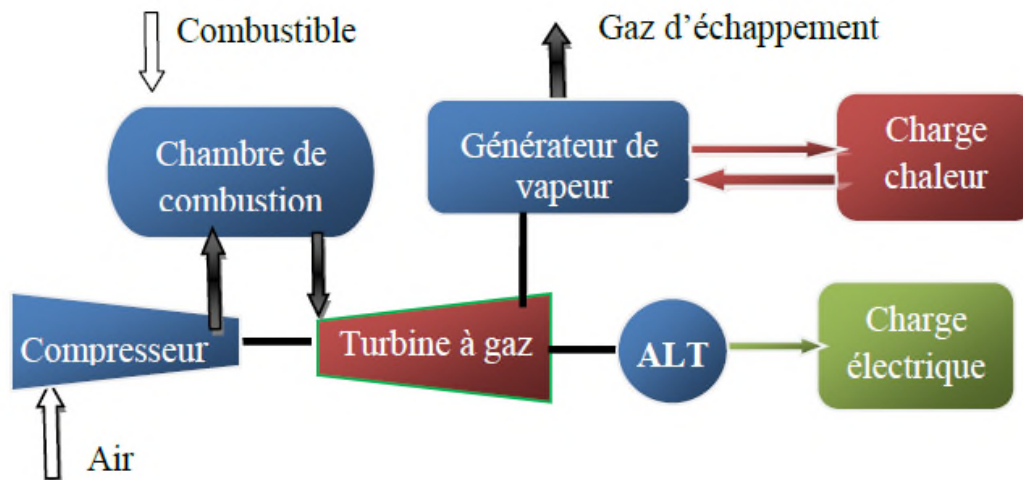 Combustible
Gaz d’échappement
Chambre de
combustion
Générateur de
vapeur
Charge
chaleur
Compresseur
Turbine à gaz
ALT
Charge
électrique
Air